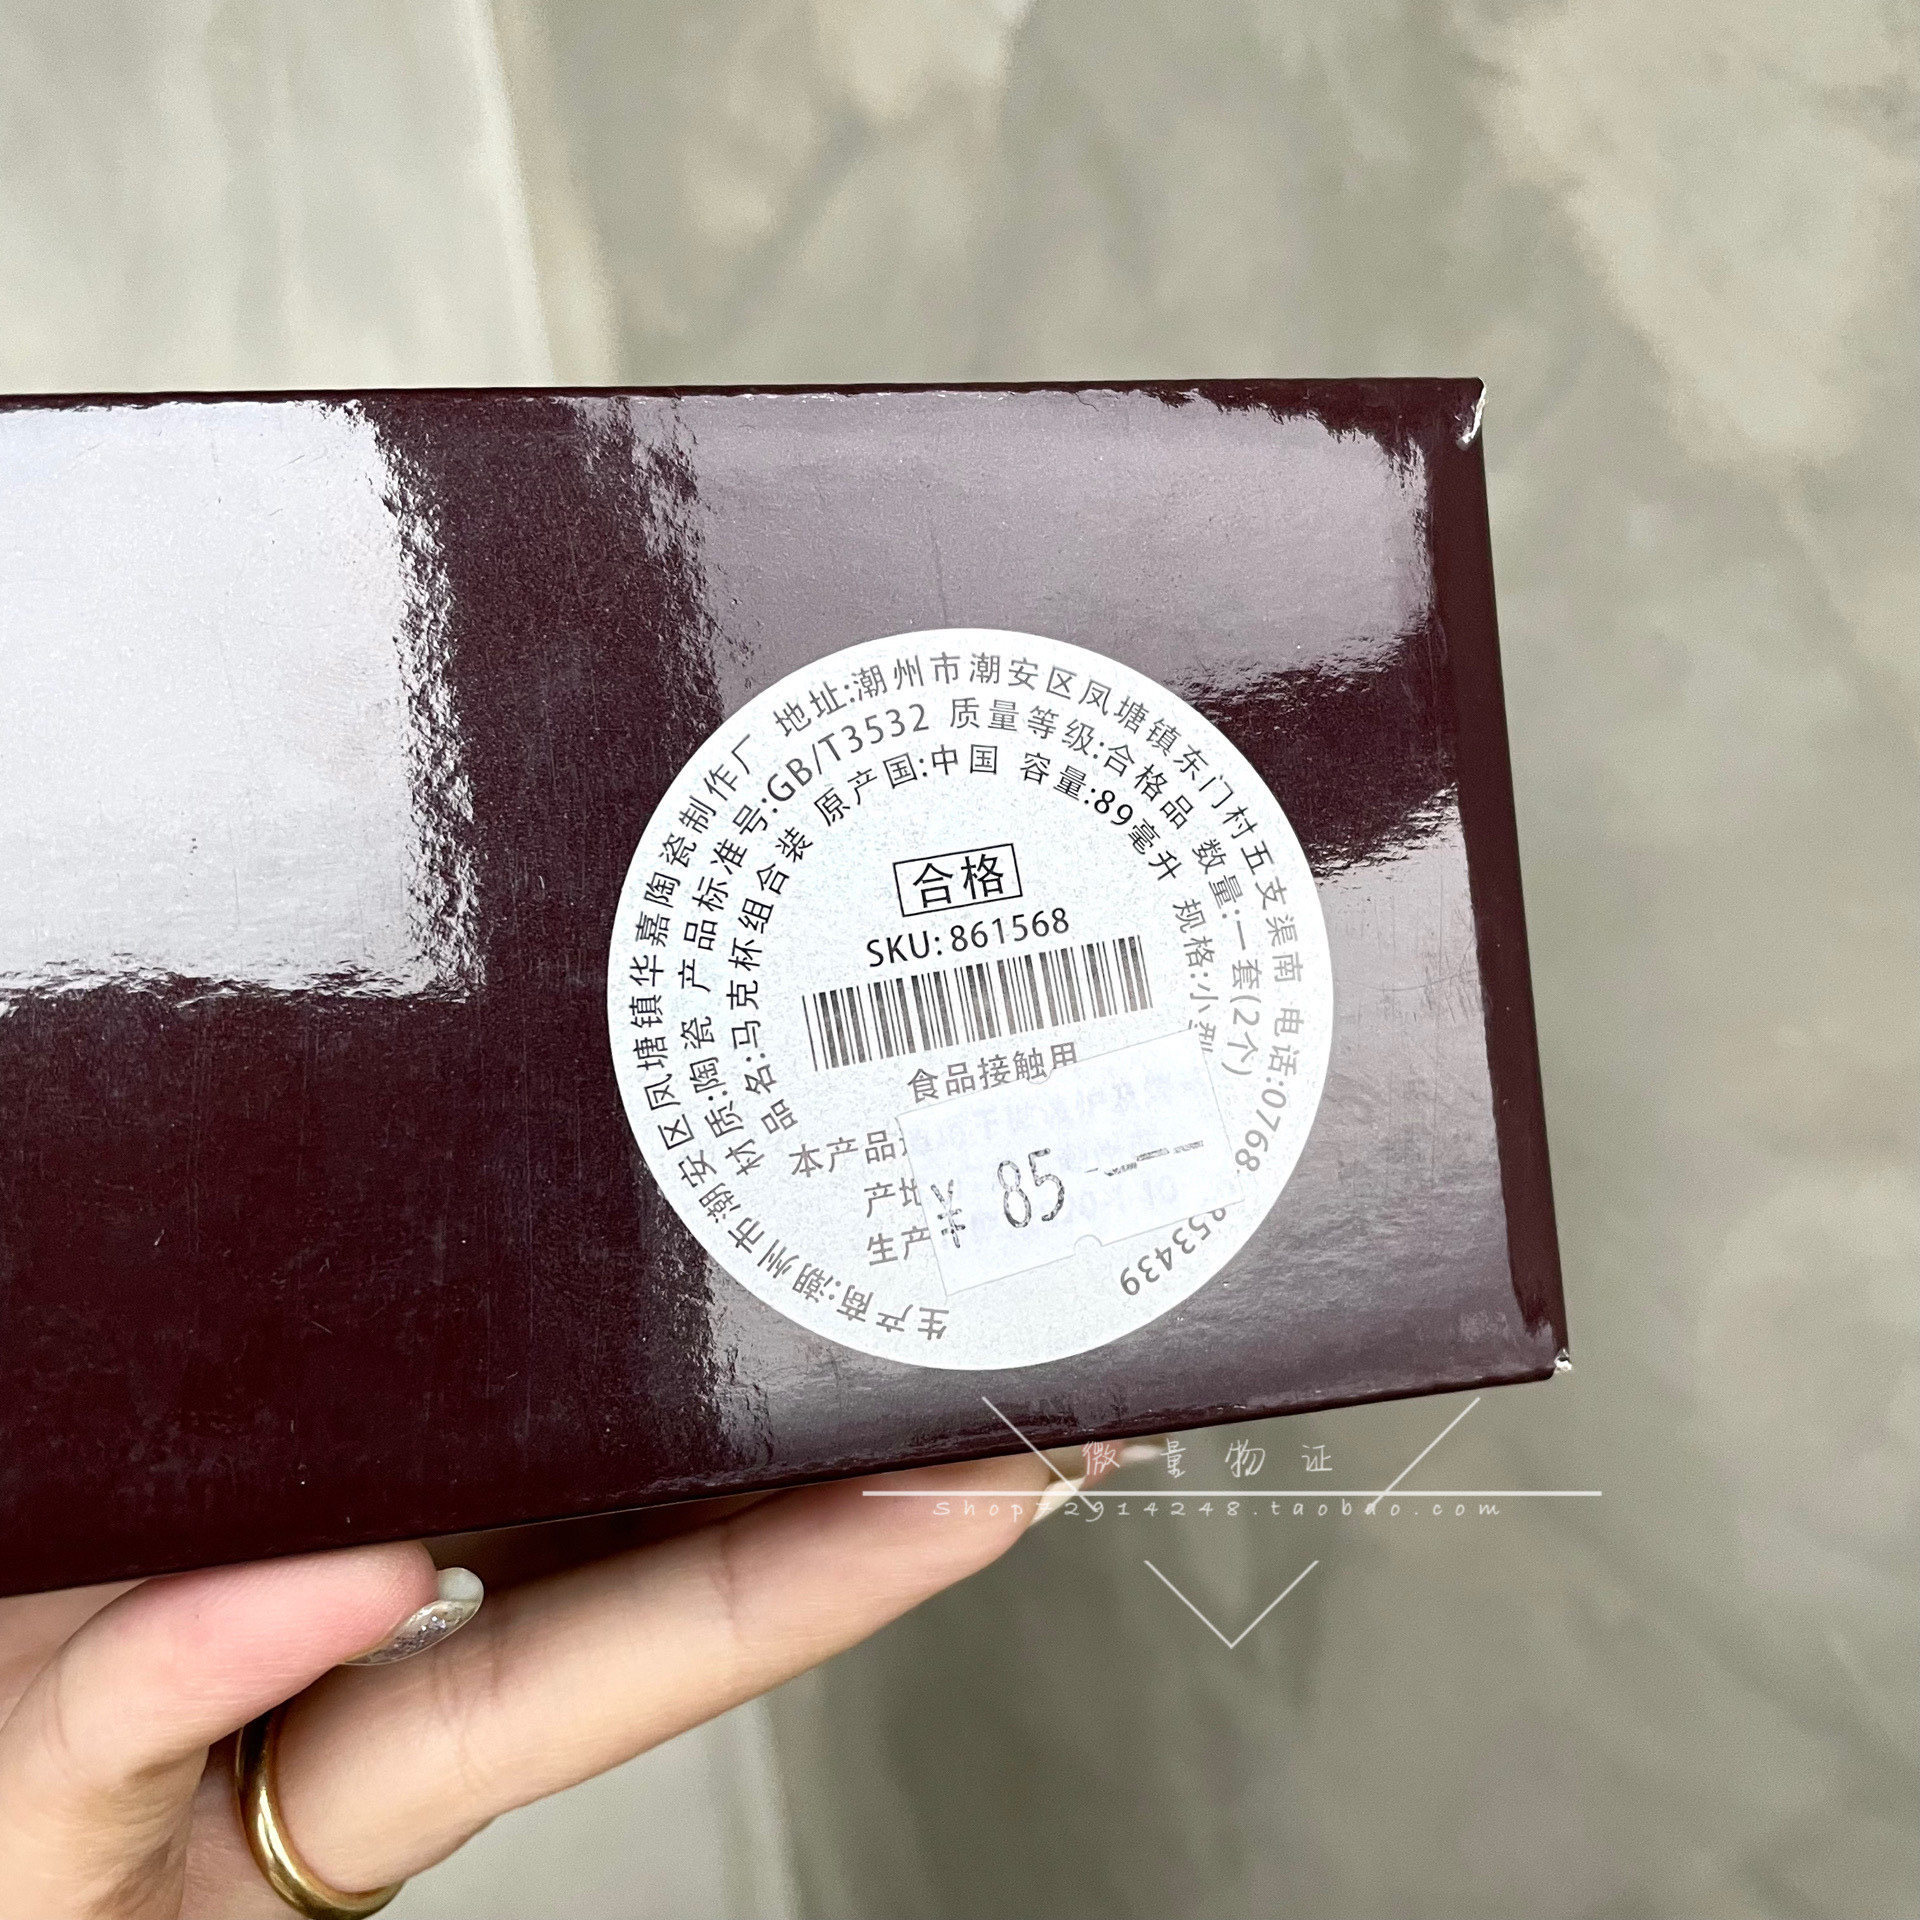 生产商:潮州市潮安区凤塘镇华嘉陶瓷制作厂 地址:潮州市潮安区凤塘镇东门村五支渠南 电话:0768 853439
材质:陶瓷 产品标准号:GB/T3532 质量等级:合格品 数量:一套(2个)
品名:马克杯组合装 原产国:中国 容量:89毫升 规格:小型
合格
SKU: 861568
食品接触用
本产品
产地
生产
¥ 85
微量物证
Shop72914248.taobao.com